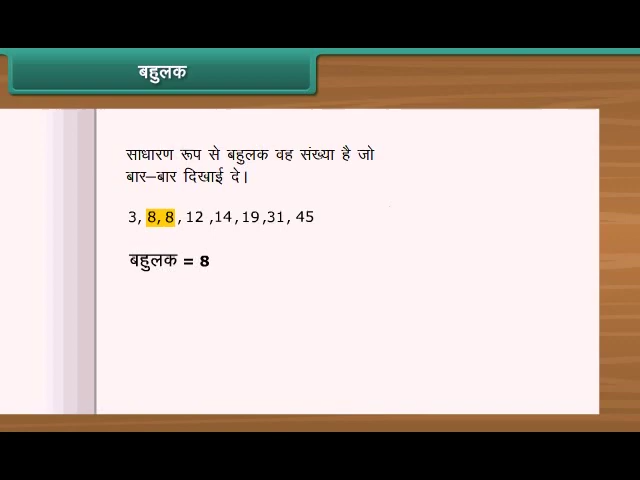 बहुलक
साधारण रूप से बहुलक वह संख्या है जो
बार–बार दिखाई दे।
3, 8, 8 , 12 ,14, 19 ,31, 45
बहुलक = 8